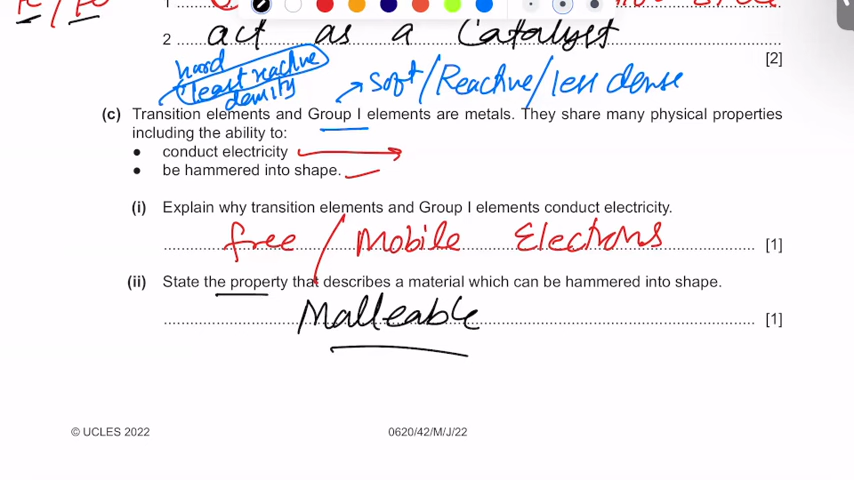 1
2 act as a Catalyst
[2]
hard
least reactive
density
soft/Reactive/less dense
(c) Transition elements and Group I elements are metals. They share many physical properties
including the ability to:
• conduct electricity
• be hammered into shape.
(i) Explain why transition elements and Group I elements conduct electricity.
free / Mobile Electrons [1]
(ii) State the property that describes a material which can be hammered into shape.
Malleable [1]
© UCLES 2022 0620/42/M/J/22